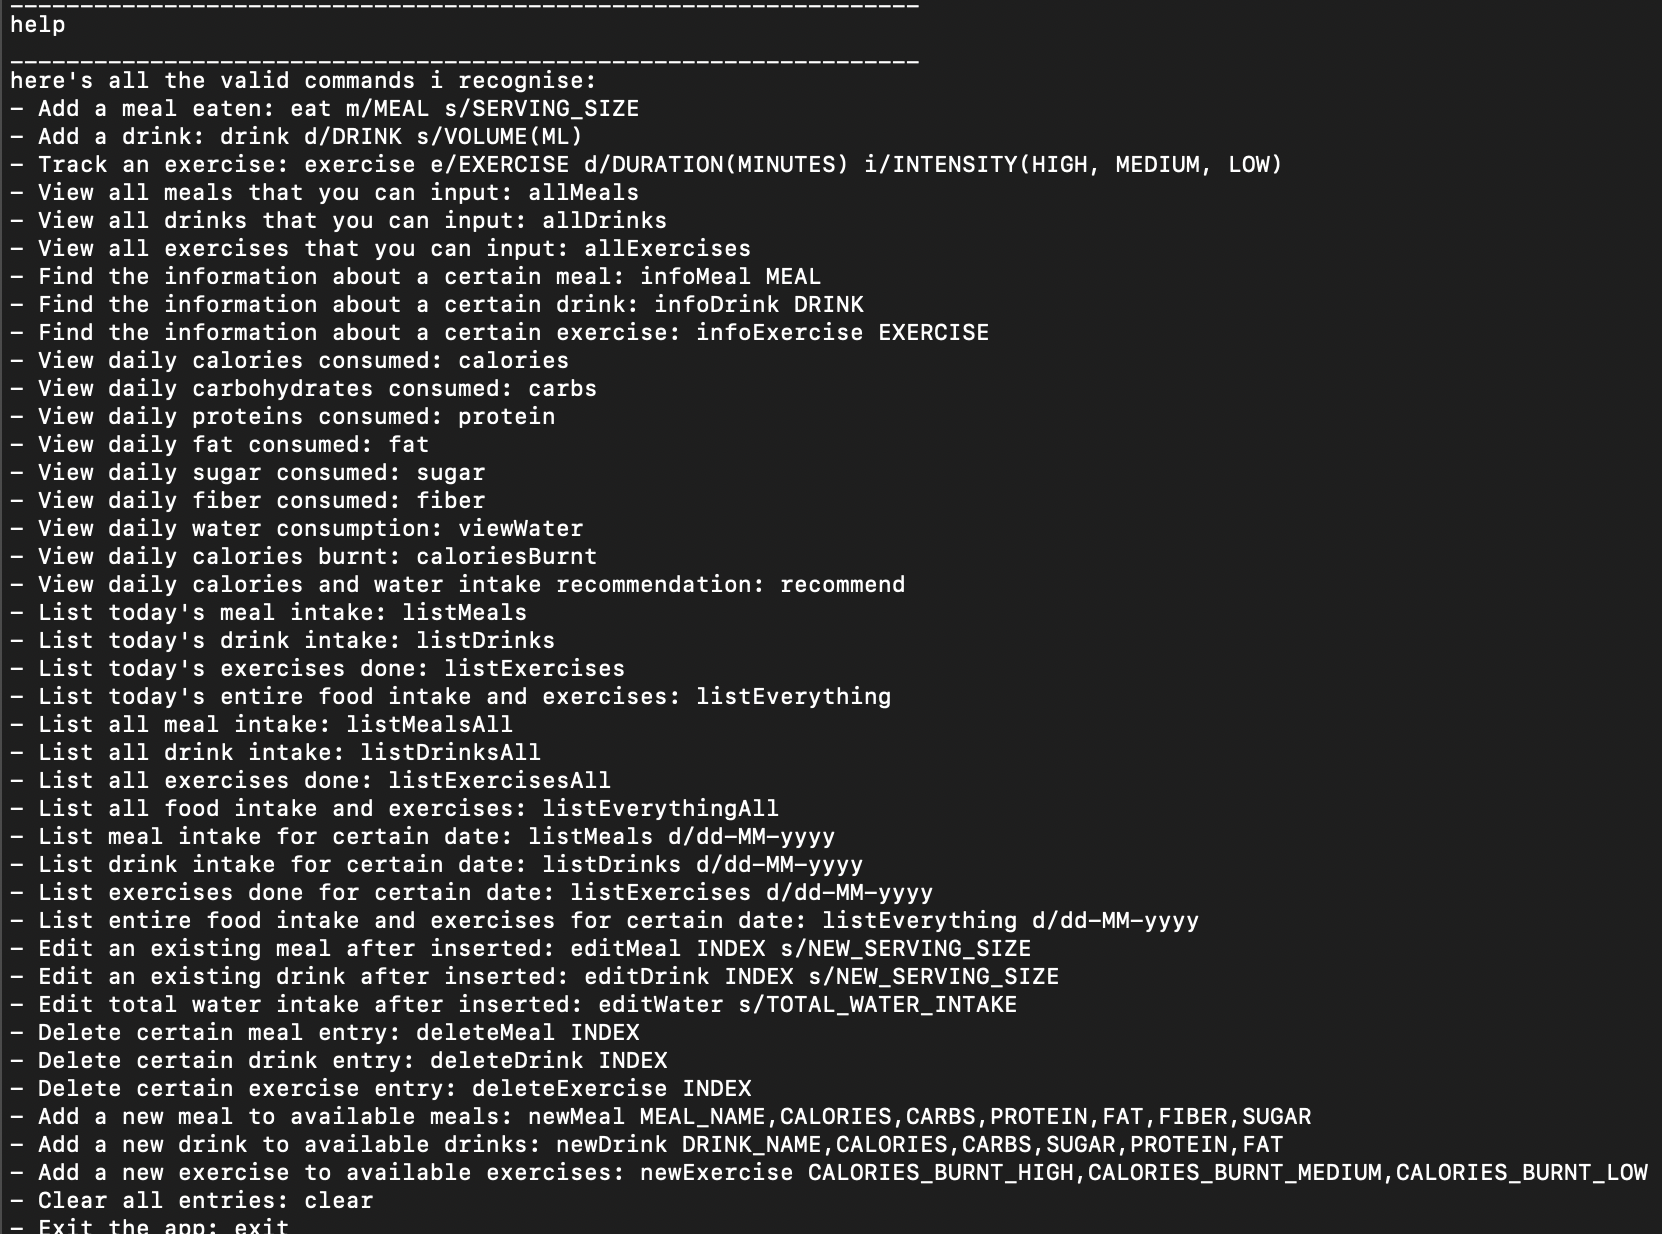 _________________________________________________________________
help
_________________________________________________________________
here's all the valid commands i recognise:
- Add a meal eaten: eat m/MEAL s/SERVING_SIZE
- Add a drink: drink d/DRINK s/VOLUME(ML)
- Track an exercise: exercise e/EXERCISE d/DURATION(MINUTES) i/INTENSITY(HIGH, MEDIUM, LOW)
- View all meals that you can input: allMeals
- View all drinks that you can input: allDrinks
- View all exercises that you can input: allExercises
- Find the information about a certain meal: infoMeal MEAL
- Find the information about a certain drink: infoDrink DRINK
- Find the information about a certain exercise: infoExercise EXERCISE
- View daily calories consumed: calories
- View daily carbohydrates consumed: carbs
- View daily proteins consumed: protein
- View daily fat consumed: fat
- View daily sugar consumed: sugar
- View daily fiber consumed: fiber
- View daily water consumption: viewWater
- View daily calories burnt: caloriesBurnt
- View daily calories and water intake recommendation: recommend
- List today's meal intake: listMeals
- List today's drink intake: listDrinks
- List today's exercises done: listExercises
- List today's entire food intake and exercises: listEverything
- List all meal intake: listMealsAll
- List all drink intake: listDrinksAll
- List all exercises done: listExercisesAll
- List all food intake and exercises: listEverythingAll
- List meal intake for certain date: listMeals d/dd-MM-yyyy
- List drink intake for certain date: listDrinks d/dd-MM-yyyy
- List exercises done for certain date: listExercises d/dd-MM-yyyy
- List entire food intake and exercises for certain date: listEverything d/dd-MM-yyyy
- Edit an existing meal after inserted: editMeal INDEX s/NEW_SERVING_SIZE
- Edit an existing drink after inserted: editDrink INDEX s/NEW_SERVING_SIZE
- Edit total water intake after inserted: editWater s/TOTAL_WATER_INTAKE
- Delete certain meal entry: deleteMeal INDEX
- Delete certain drink entry: deleteDrink INDEX
- Delete certain exercise entry: deleteExercise INDEX
- Add a new meal to available meals: newMeal MEAL_NAME,CALORIES,CARBS,PROTEIN,FAT,FIBER,SUGAR
- Add a new drink to available drinks: newDrink DRINK_NAME,CALORIES,CARBS,SUGAR,PROTEIN,FAT
- Add a new exercise to available exercises: newExercise CALORIES_BURNT_HIGH,CALORIES_BURNT_MEDIUM,CALORIES_BURNT_LOW
- Clear all entries: clear
- Exit the app: exit